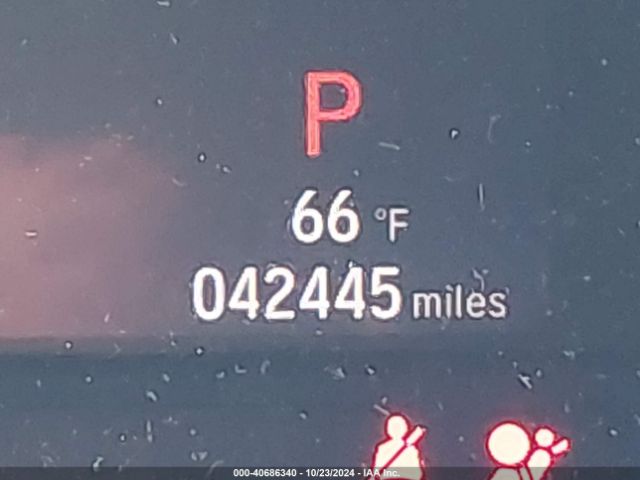 P
66 °F
042445 miles
000-40686340 - 10/23/2024 - IAA Inc.